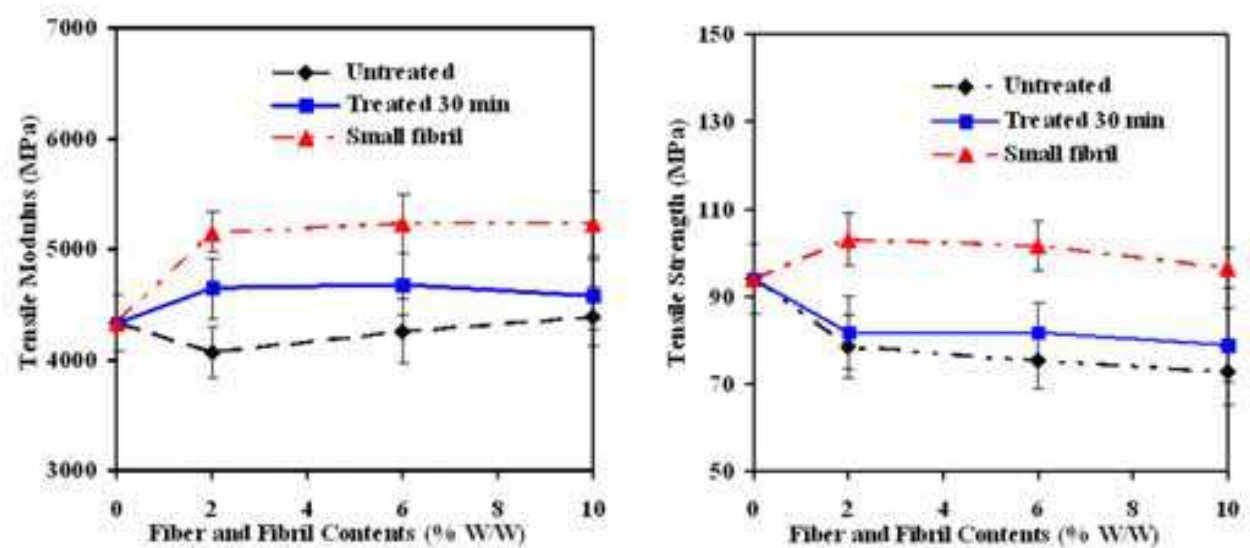 7000
6000
5000
4000
3000
Tensile Modulus (MPa)
Untreated
Treated 30 min
Small fibril
0 2 4 6 8 10
Fiber and Fibril Contents (% W/W)
150
130
110
90
70
50
Tensile Strength (MPa)
Untreated
Treated 30 min
Small fibril
0 2 4 6 8 10
Fiber and Fibril Contents (% W/W)